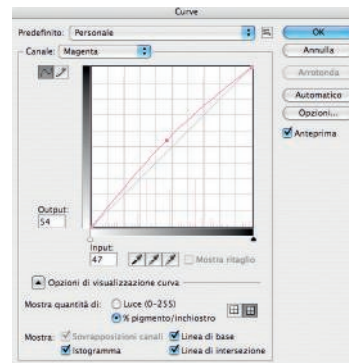 Curve
Predefinito: Personale
OK
Canale: Magenta
Annulla
Arrotonda
Automatico
Opzioni...
Anteprima
Output:
54
Input:
47
Mostra ritaglio
Opzioni di visualizzazione curva
Mostra quantità di: Luce (0-255)
% pigmento/inchiostro
Mostra: Sovrapposizioni canali Linea di base
Istogramma Linea di intersezione